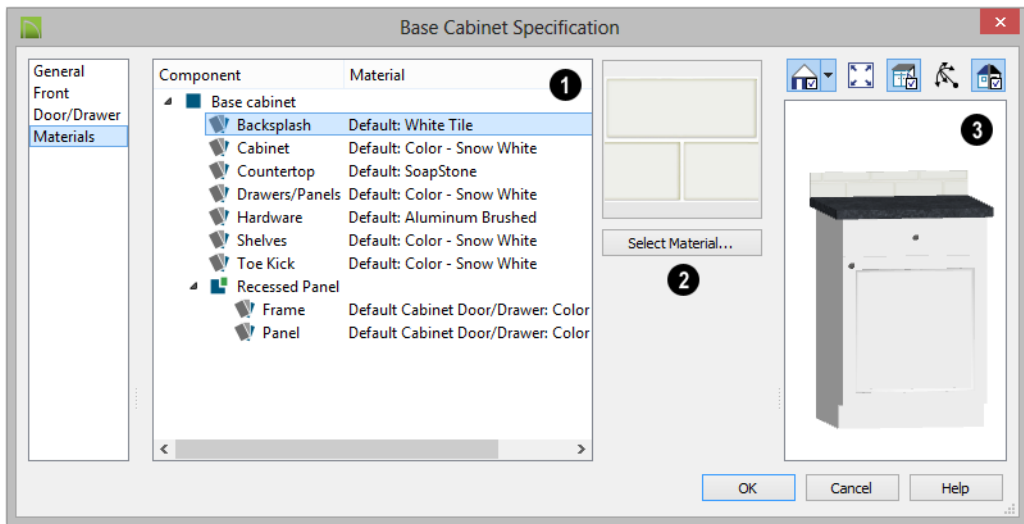 Base Cabinet Specification
General
Front
Door/Drawer
Materials
Component Material
1
Base cabinet
Backsplash Default: White Tile
Cabinet Default: Color - Snow White
Countertop Default: SoapStone
Drawers/Panels Default: Color - Snow White
Hardware Default: Aluminum Brushed
Shelves Default: Color - Snow White
Toe Kick Default: Color - Snow White
Recessed Panel
Frame Default Cabinet Door/Drawer: Color
Panel Default Cabinet Door/Drawer: Color
Select Material...
2
3
OK Cancel Help